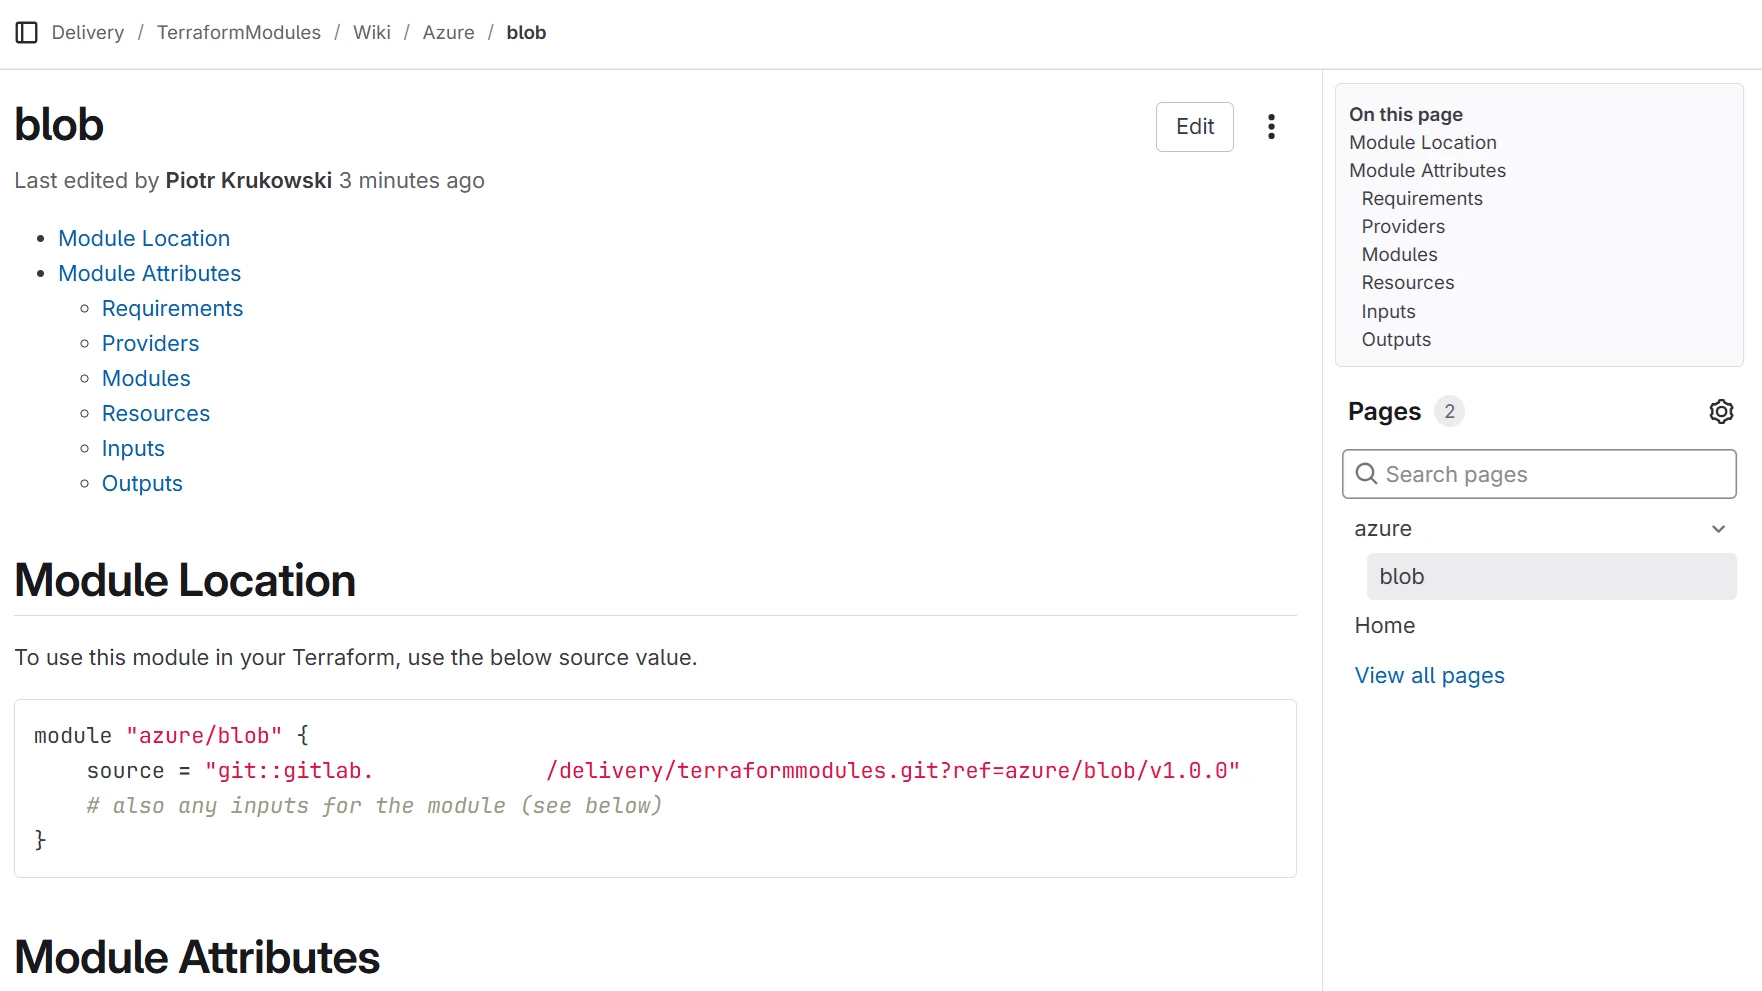 Delivery / TerraformModules / Wiki / Azure / blob
blob
Edit
Last edited by Piotr Krukowski 3 minutes ago
Module Location
Module Attributes
Requirements
Providers
Modules
Resources
Inputs
Outputs
Module Location
To use this module in your Terraform, use the below source value.
module "azure/blob" {
source = "git::gitlab. /delivery/terraformmodules.git?ref=azure/blob/v1.0.0"
# also any inputs for the module (see below)
}
Module Attributes
On this page
Module Location
Module Attributes
Requirements
Providers
Modules
Resources
Inputs
Outputs
Pages 2
Search pages
azure
blob
Home
View all pages